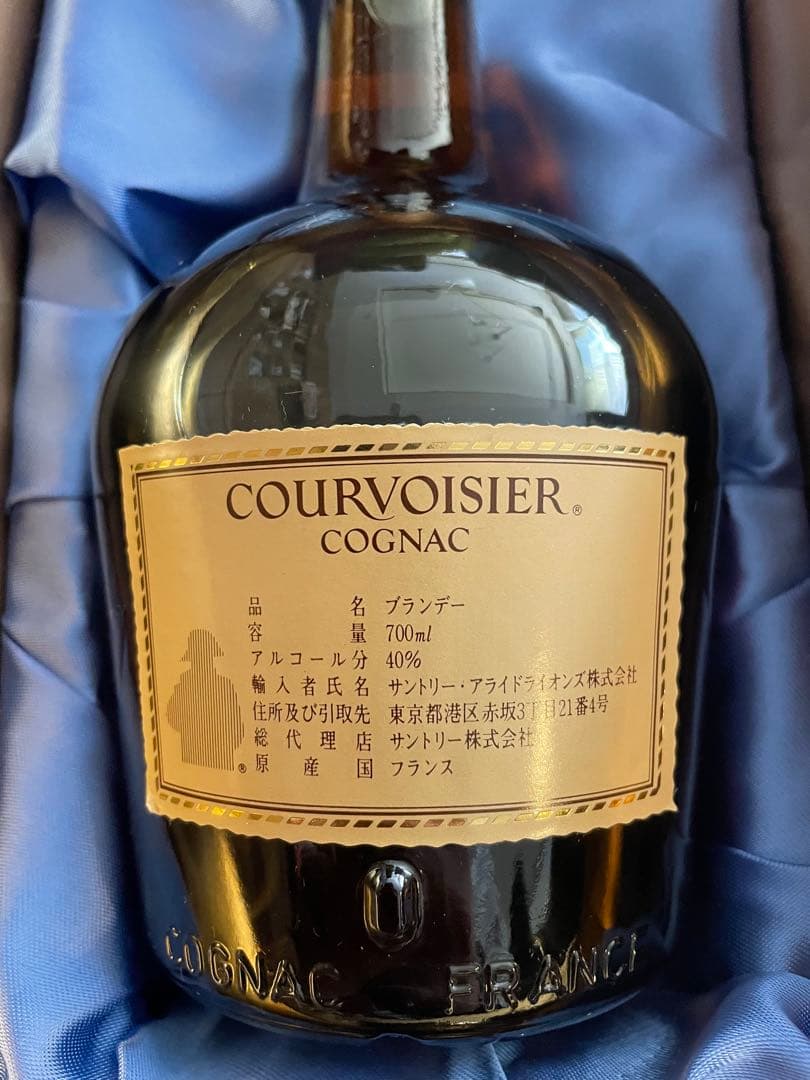 COURVOISIER®
COGNAC
品名 ブランデー
容量 700ml
アルコール分 40%
輸入者氏名 サントリー・アライドライオンズ株式会社
住所及び引取先 東京都港区赤坂3丁目21番4号
総代理店 サントリー株式会社
® 原産国 フランス
COGNAC FRANCE